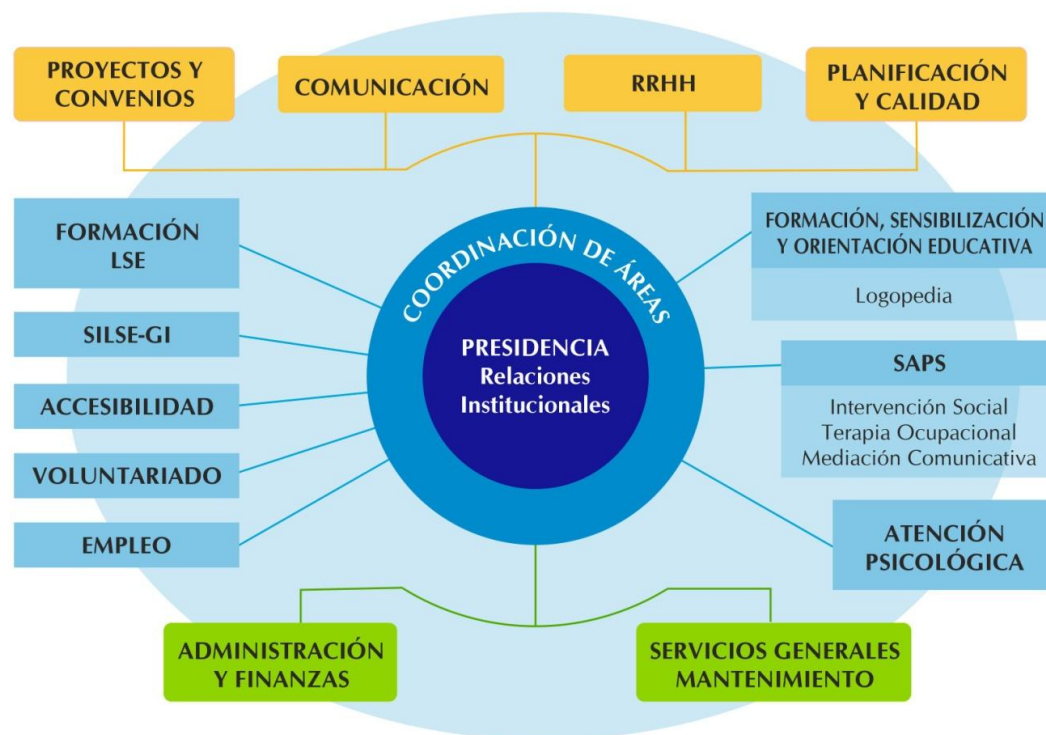 PROYECTOS Y
CONVENIOS
COMUNICACIÓN
RRHH
PLANIFICACIÓN
Y CALIDAD
FORMACIÓN
LSE
SILSE-GI
ACCESIBILIDAD
VOLUNTARIADO
EMPLEO
COORDINACIÓN DE ÁREAS
PRESIDENCIA
Relaciones
Institucionales
FORMACIÓN, SENSIBILIZACIÓN
Y ORIENTACIÓN EDUCATIVA
Logopedia
SAPS
Intervención Social
Terapia Ocupacional
Mediación Comunicativa
ATENCIÓN
PSICOLÓGICA
ADMINISTRACIÓN
Y FINANZAS
SERVICIOS GENERALES
MANTENIMIENTO